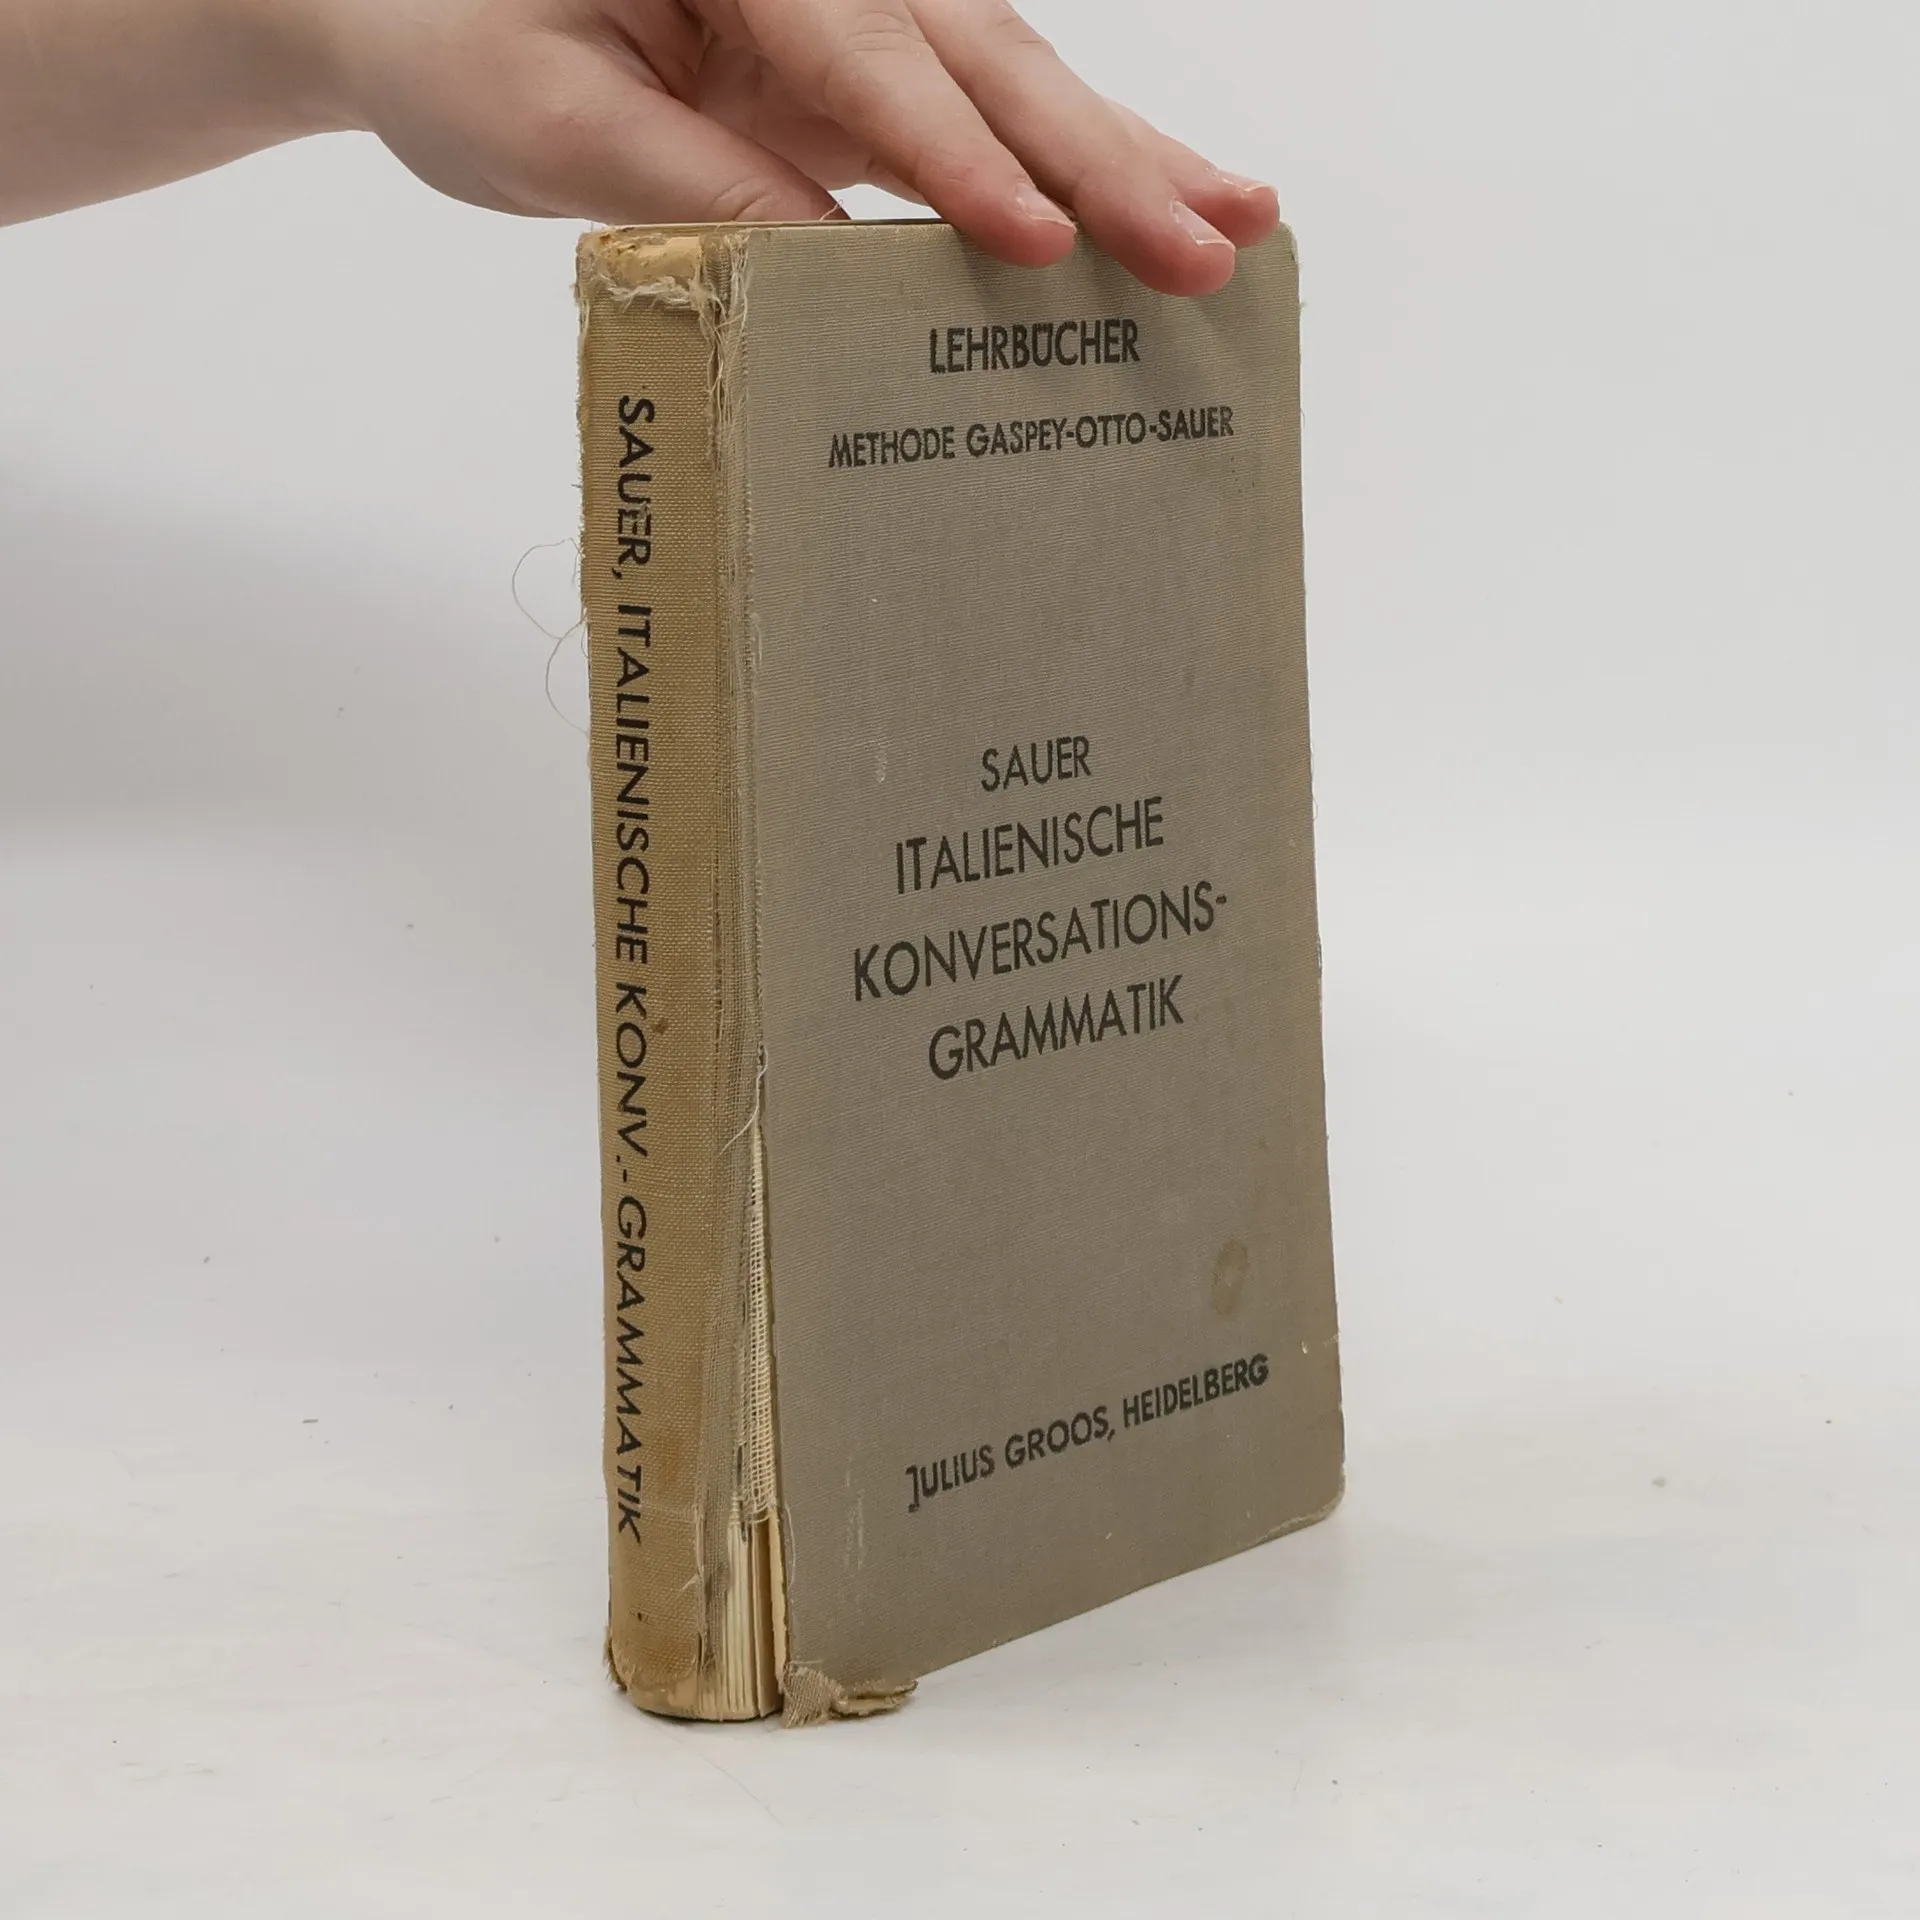 SAUER, ITALIENISCHE KONV.-GRAMMATIK
LEHRBÜCHER
METHODE GASPEY-OTTO-SAUER
SAUER
ITALIENISCHE
KONVERSATIONS-
GRAMMATIK
JULIUS GROOS, HEIDELBERG